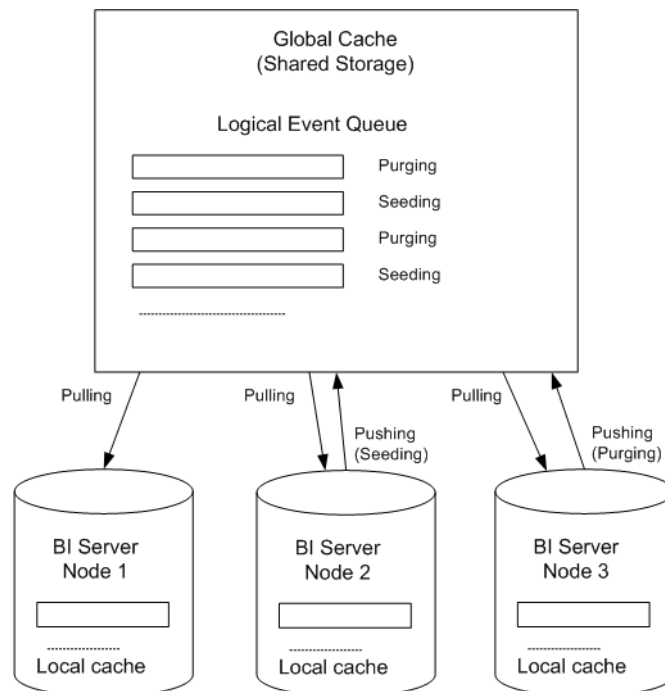 Global Cache
(Shared Storage)
Logical Event Queue
Purging
Seeding
Purging
Seeding
Pulling
Pulling
Pushing
(Seeding)
Pulling
Pushing
(Purging)
BI Server
Node 1
Local cache
BI Server
Node 2
Local cache
BI Server
Node 3
Local cache